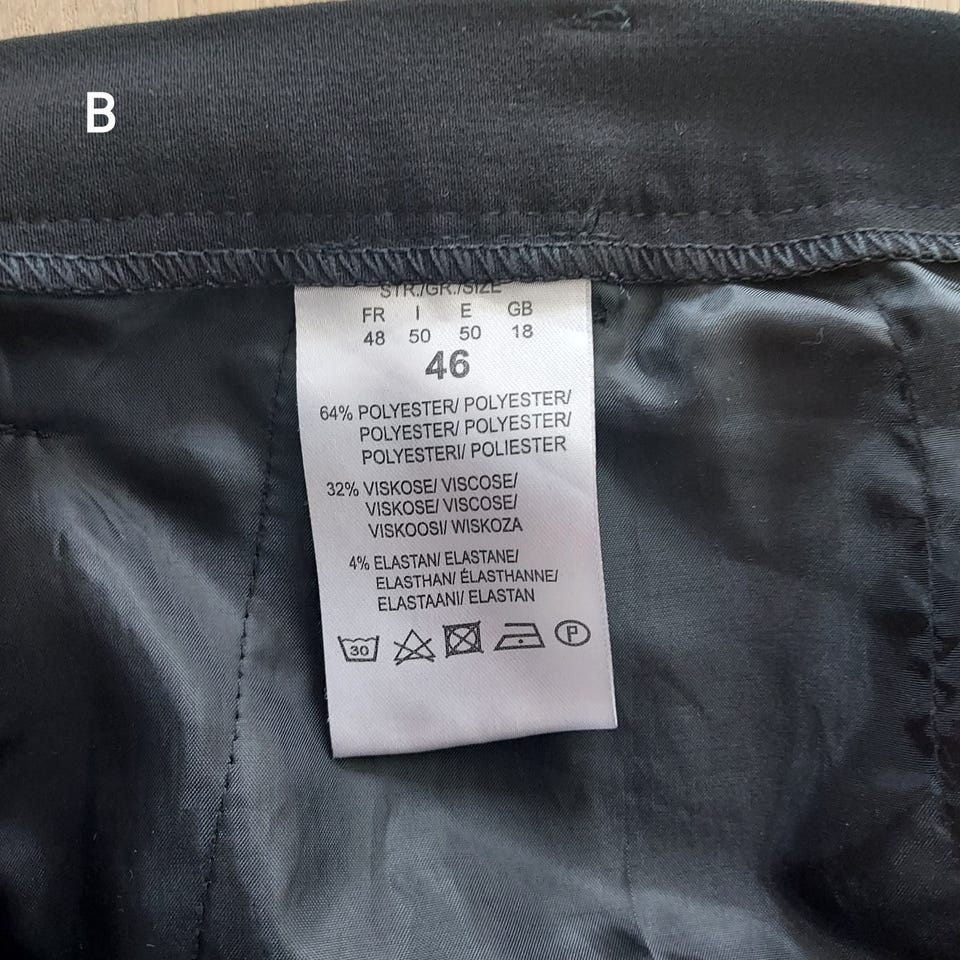 B
STR./GR./SIZE
FR I E GB
48 50 50 18
46
64% POLYESTER/ POLYESTER/
POLYESTER/ POLYESTER/
POLYESTERI/ POLIESTER
32% VISKOSE/ VISCOSE/
VISKOSE/ VISCOSE/
VISKOOSI/ WISKOZA
4% ELASTAN/ ELASTANE/
ELASTHAN/ ÉLASTHANNE/
ELASTAANI/ ELASTAN
30 P